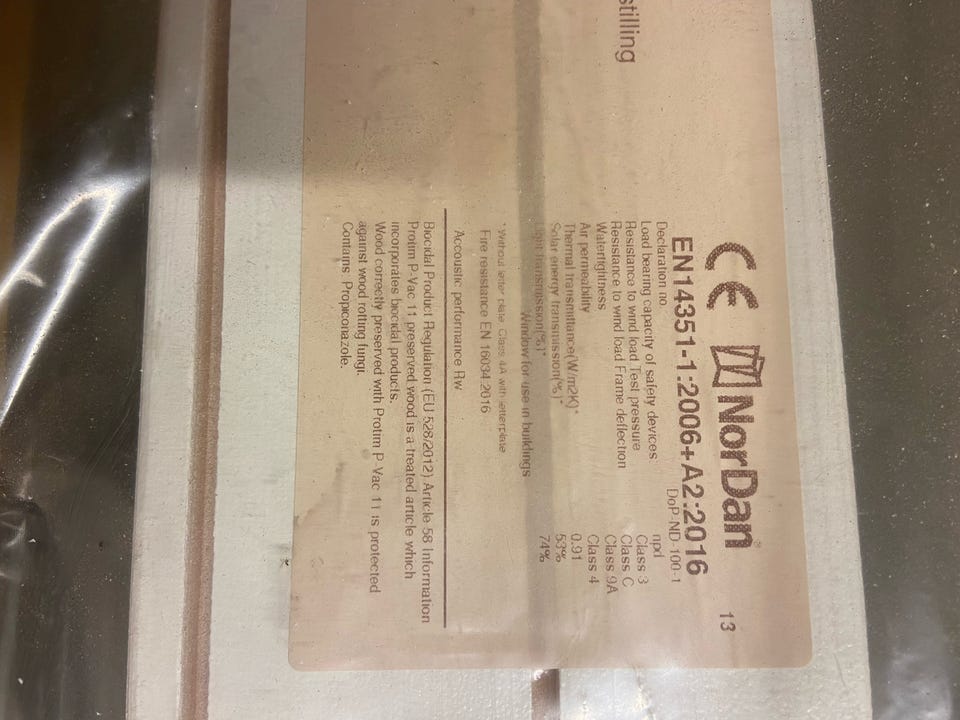 stilling
CE NorDan® 13
EN14351-1:2006+A2:2016
Declaration no. DoP-ND-100-1
Load bearing capacity of safety devices npd
Resistance to wind load Test pressure Class 3
Resistance to wind load Frame deflection Class C
Watertightness Class 9A
Air permeability Class 4
Thermal transmittance(W/m2K)* 0.91
Solar energy transmission(%)* 53%
Light transmission(%)* 74%
Window for use in buildings
*Without letter plate, Class 4A with letterplate
Fire resistance EN 16034:2016
Accoustic performance Rw
Biocidal Product Regulation (EU 528/2012) Article 58 Information
Protim P-Vac 11 preserved wood is a treated article which
incorporates biocidal products.
Wood correctly preserved with Protim P-Vac 11 is protected
against wood rotting fungi.
Contains: Propiconazole.